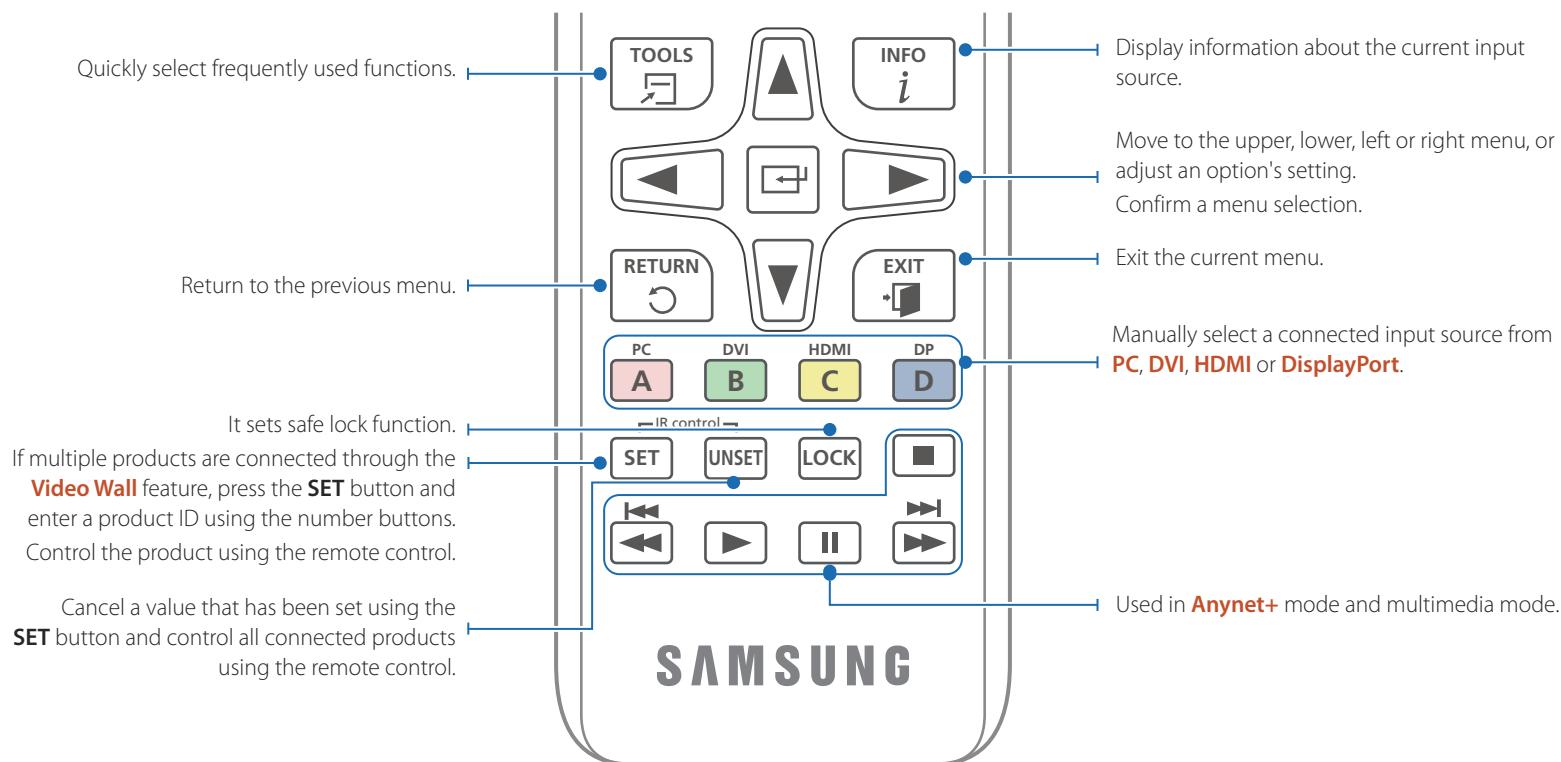 TOOLS
INFO
i
Quickly select frequently used functions.
Display information about the current input
source.
Move to the upper, lower, left or right menu, or
adjust an option's setting.
Confirm a menu selection.
RETURN
EXIT
Return to the previous menu.
Exit the current menu.
PC DVI HDMI DP
A B C D
Manually select a connected input source from
PC, DVI, HDMI or DisplayPort.
It sets safe lock function.
IR control
SET UNSET LOCK
If multiple products are connected through the
Video Wall feature, press the SET button and
enter a product ID using the number buttons.
Control the product using the remote control.
Cancel a value that has been set using the
SET button and control all connected products
using the remote control.
Used in Anynet+ mode and multimedia mode.
SAMSUNG